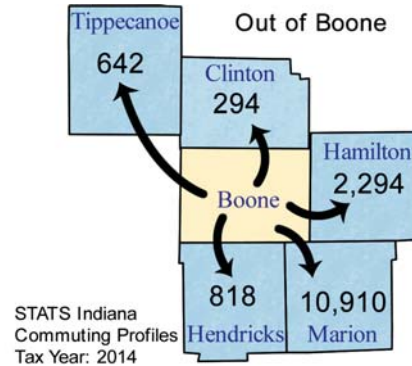 Tippecanoe
642
Out of Boone
Clinton
294
Hamilton
2,294
Boone
818
Hendricks
10,910
Marion
STATS Indiana
Commuting Profiles
Tax Year: 2014